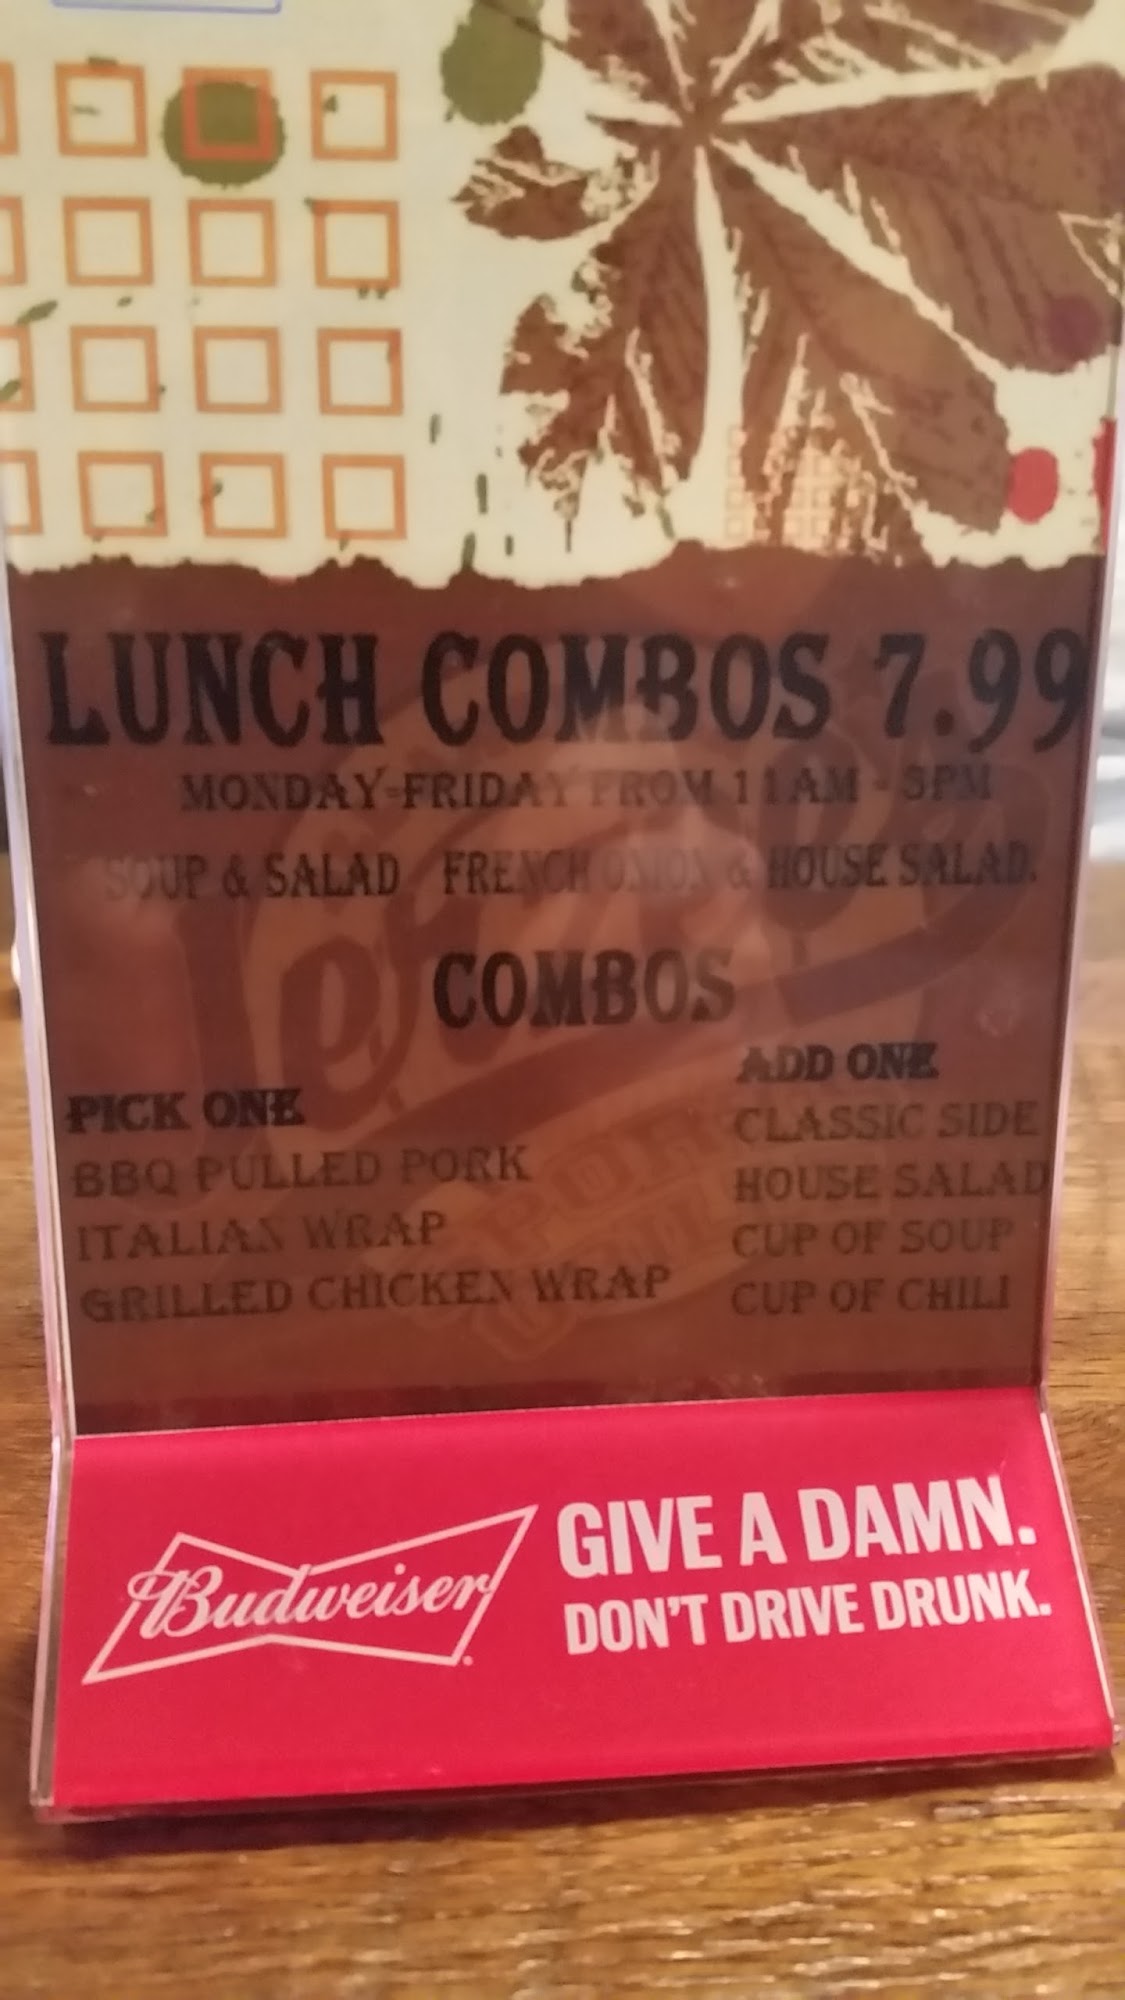 LUNCH COMBOS 7.99
MONDAY-FRIDAY FROM 11AM - 3PM
SOUP & SALAD FRENCH ONION & HOUSE SALAD.
COMBOS
PICK ONE
BBQ PULLED PORK
ITALIAN WRAP
GRILLED CHICKEN WRAP
ADD ONE
CLASSIC SIDE
HOUSE SALAD
CUP OF SOUP
CUP OF CHILI
Budweiser
GIVE A DAMN.
DON'T DRIVE DRUNK.